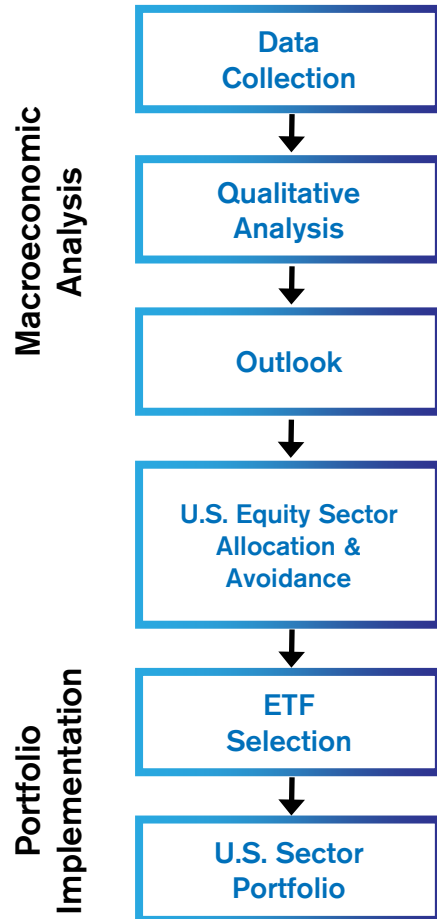 Macroeconomic
Analysis
Data
Collection
Qualitative
Analysis
Outlook
U.S. Equity Sector
Allocation &
Avoidance
Portfolio
Implementation
ETF
Selection
U.S. Sector
Portfolio